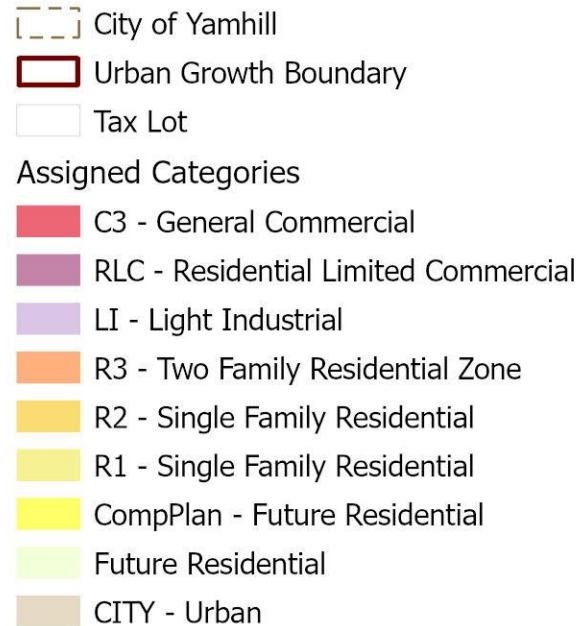 City of Yamhill
Urban Growth Boundary
Tax Lot
Assigned Categories
C3 - General Commercial
RLC - Residential Limited Commercial
LI - Light Industrial
R3 - Two Family Residential Zone
R2 - Single Family Residential
R1 - Single Family Residential
CompPlan - Future Residential
Future Residential
CITY - Urban